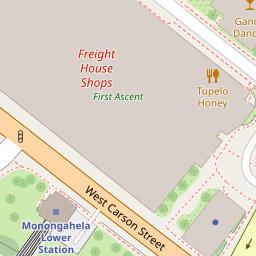 Freight
House
Shops
First Ascent
Tupelo
Honey
West Carson Street
Monongahela
Lower
Station